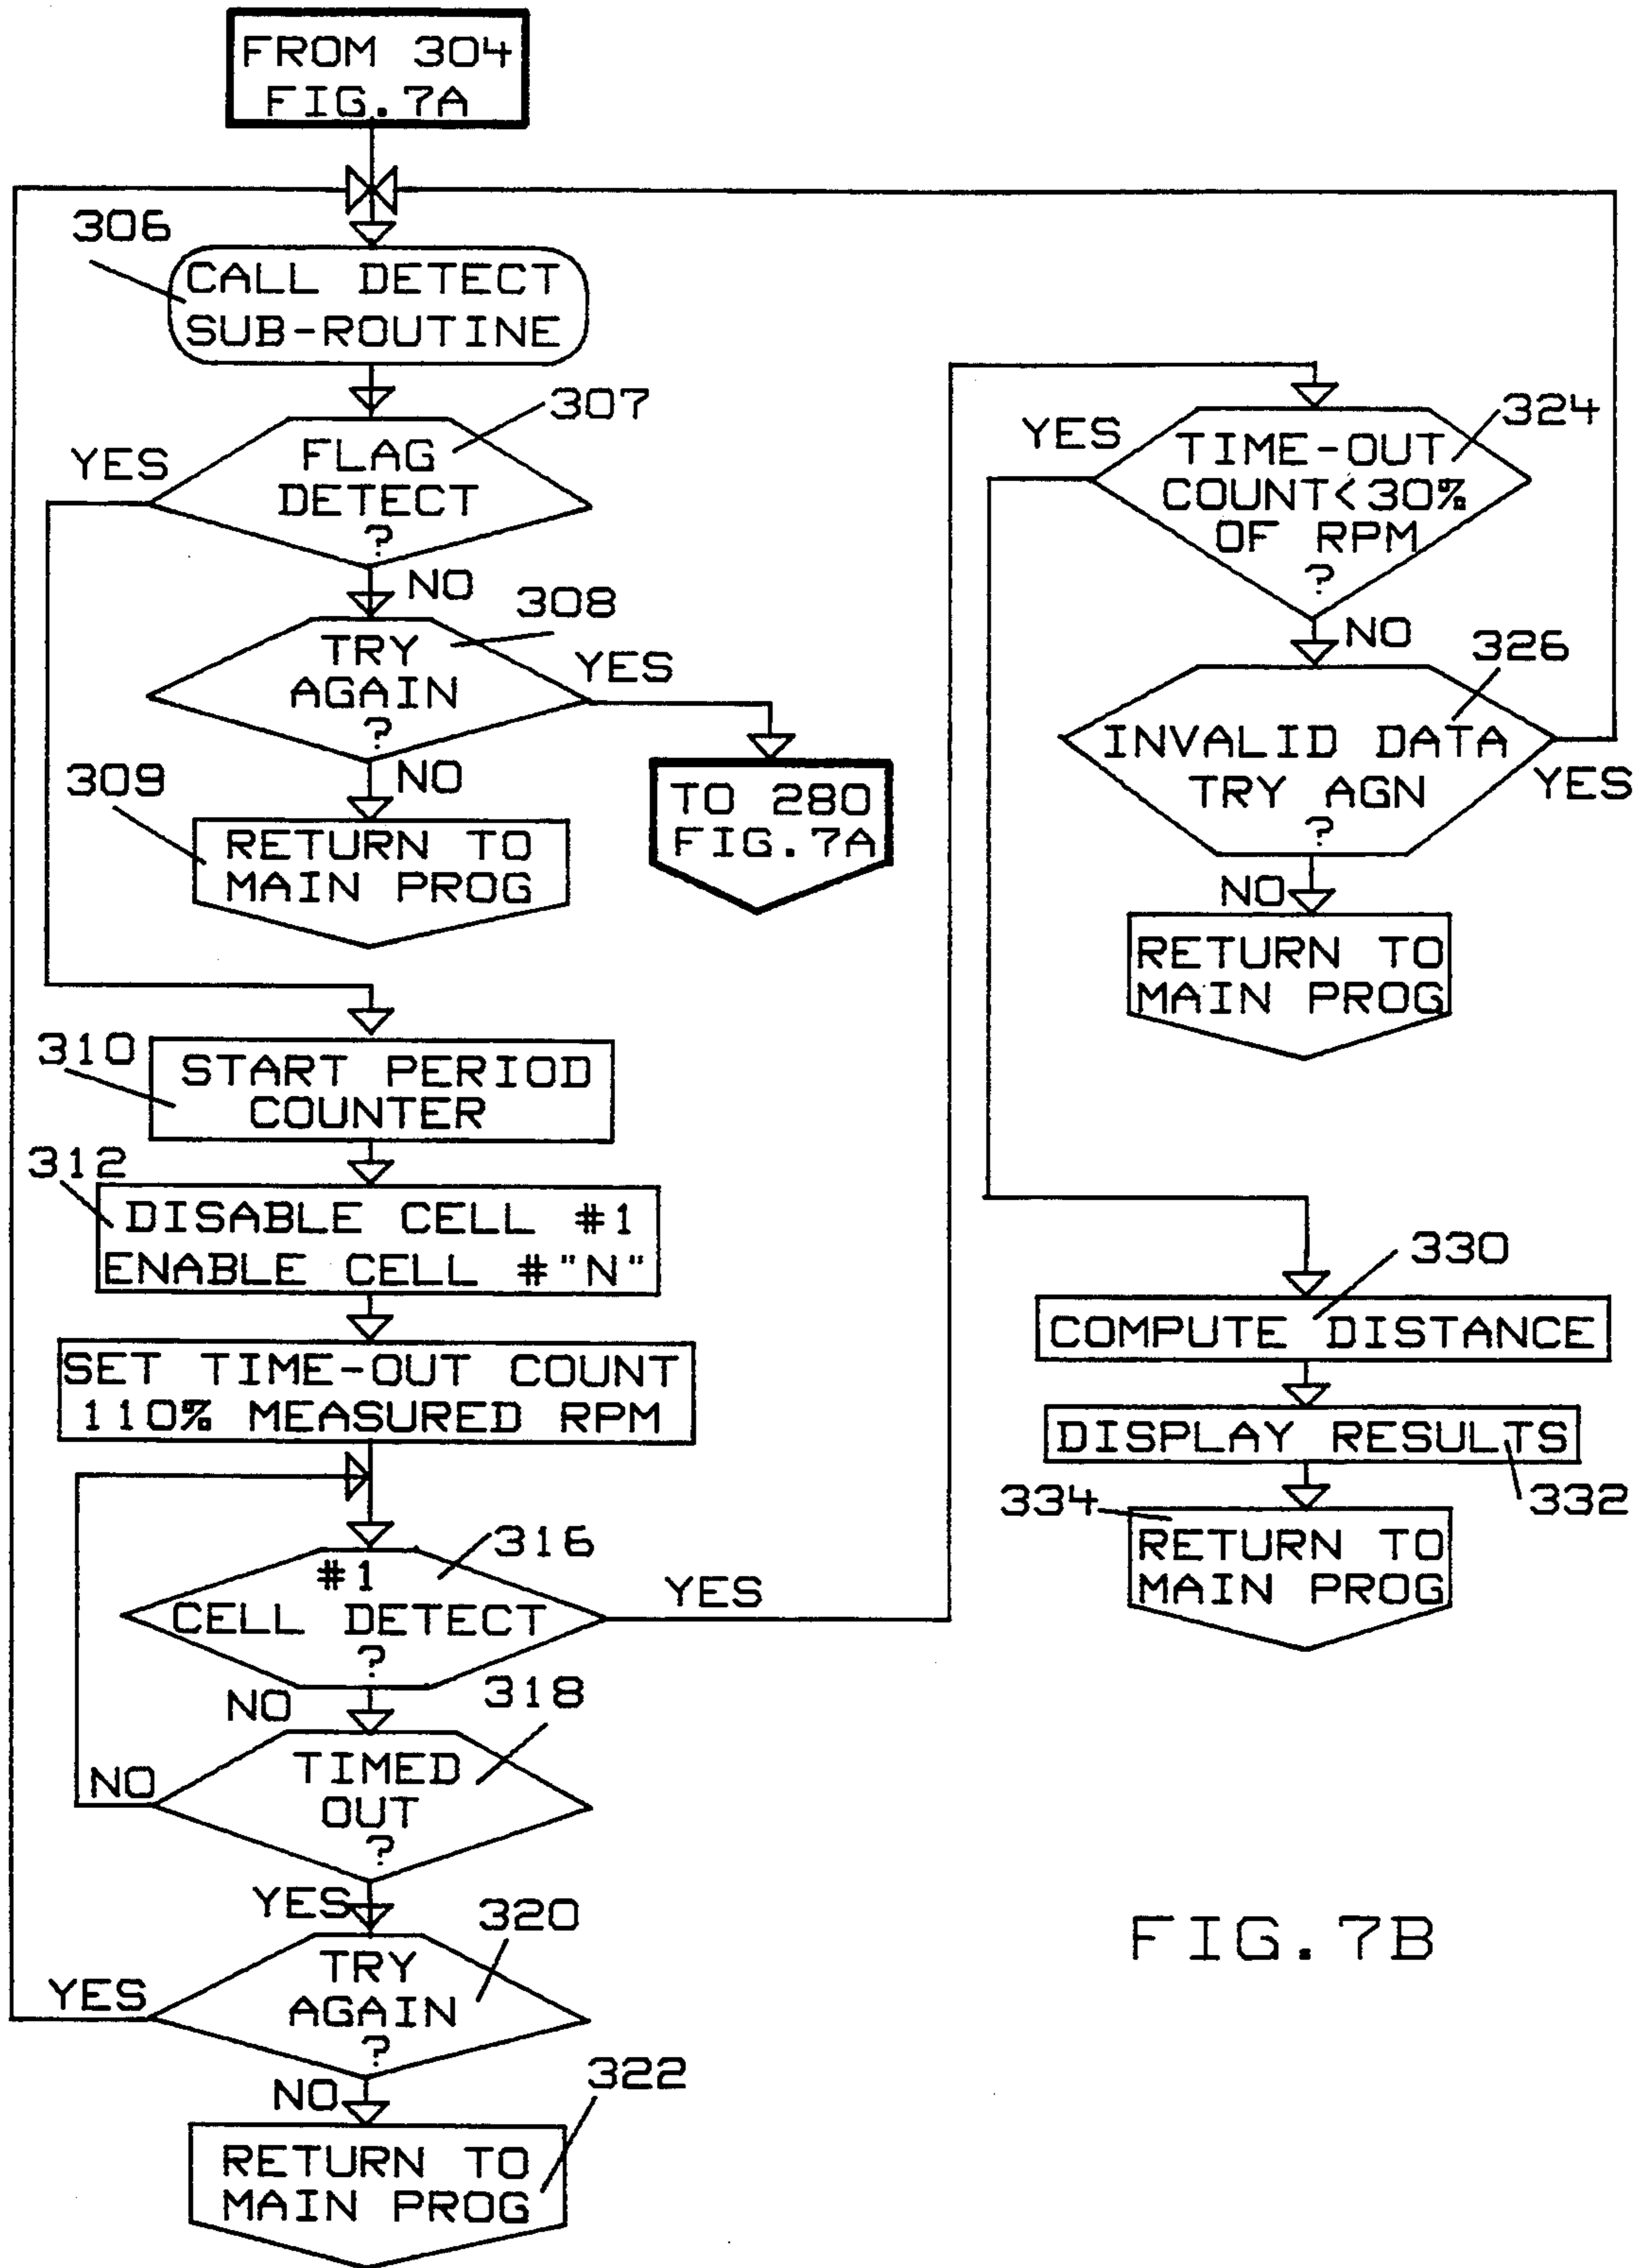 FROM 304
FIG.7A
306
CALL DETECT
SUB-ROUTINE
307
YES
FLAG
DETECT
?
NO
308
TRY
AGAIN
?
YES
NO
309
RETURN TO
MAIN PROG
TO 280
FIG.7A
310
START PERIOD
COUNTER
312
DISABLE CELL #1
ENABLE CELL #"N"
SET TIME-OUT COUNT
110% MEASURED RPM
316
#1
CELL DETECT
?
YES
NO
318
TIMED
OUT
?
NO
YES
320
TRY
AGAIN
?
YES
NO
322
RETURN TO
MAIN PROG
324
YES
TIME-OUT
COUNT<30%
OF RPM
?
NO
326
INVALID DATA
TRY AGN
?
YES
NO
RETURN TO
MAIN PROG
330
COMPUTE DISTANCE
DISPLAY RESULTS
332
334
RETURN TO
MAIN PROG
FIG.7B